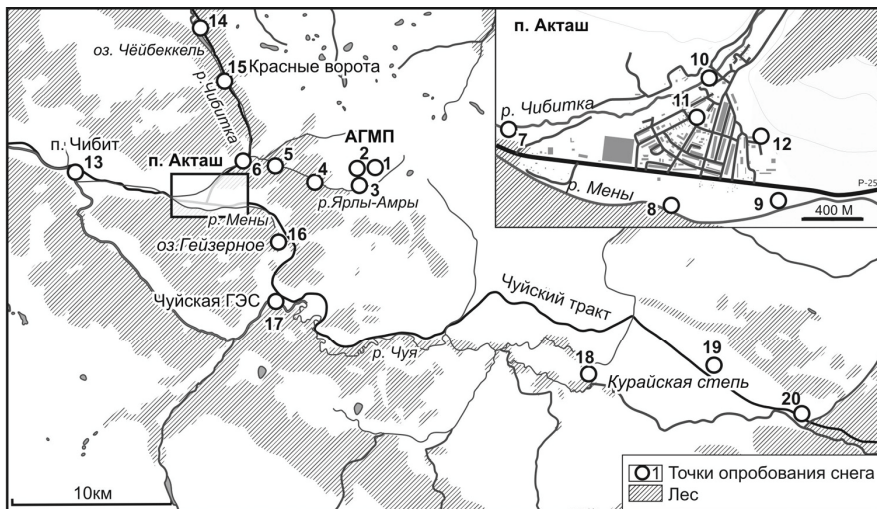 14
оз. Чёйбеккель
15 Красные ворота
р. Чибитка
п. Чибит
13
п. Акташ
6
5
4
АГМП
2
1
3
р.Ярлы-Амры
р. Мены
оз.Гейзерное
16
Чуйская ГЭС
17
Чуйский тракт
р. Чуя
18
19
Курайская степь
20
10км
п. Акташ
10
р. Чибитка
11
7
12
Р-25
р. Мены
8
9
400 М
1 Точки опробования снега
Лес